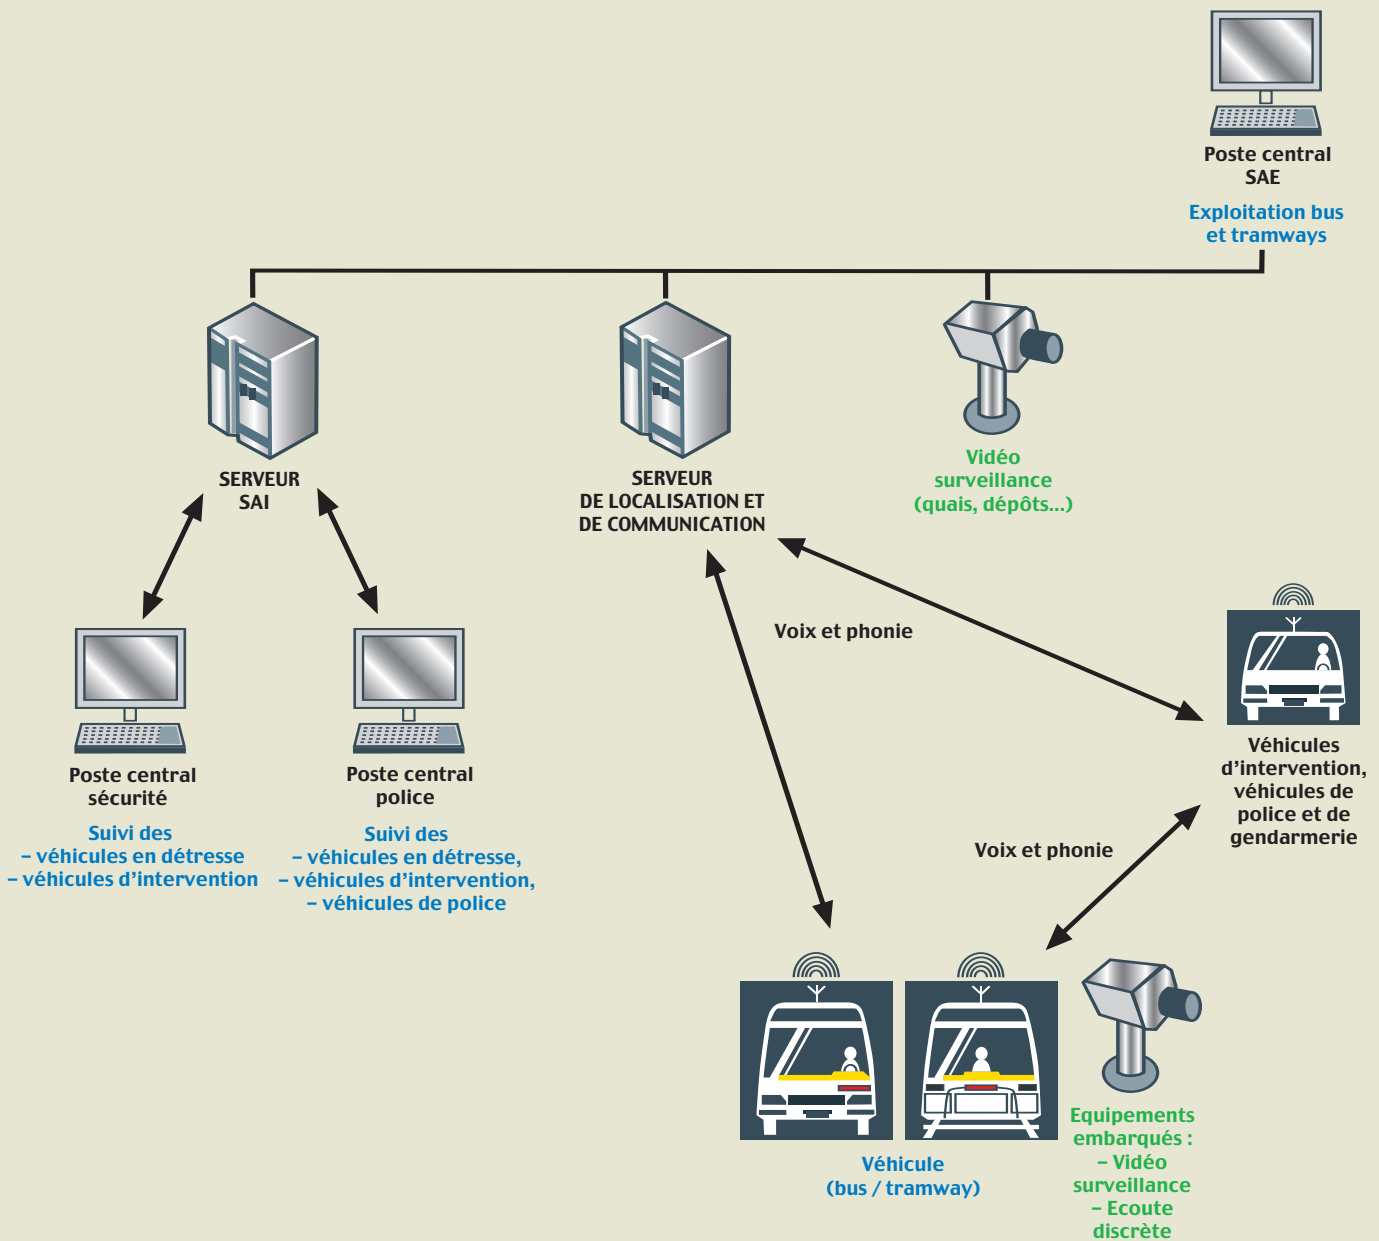 Poste central
SAE
Exploitation bus
et tramways
SERVEUR
SAI
SERVEUR
DE LOCALISATION ET
DE COMMUNICATION
Vidéo
surveillance
(quais, dépôts...)
Voix et phonie
Poste central
sécurité
Suivi des
– véhicules en détresse
– véhicules d’intervention
Poste central
police
Suivi des
– véhicules en détresse,
– véhicules d’intervention,
– véhicules de police
Véhicules
d’intervention,
véhicules de
police et de
gendarmerie
Voix et phonie
Véhicule
(bus / tramway)
Equipements
embarqués :
– Vidéo
surveillance
– Ecoute
discrète